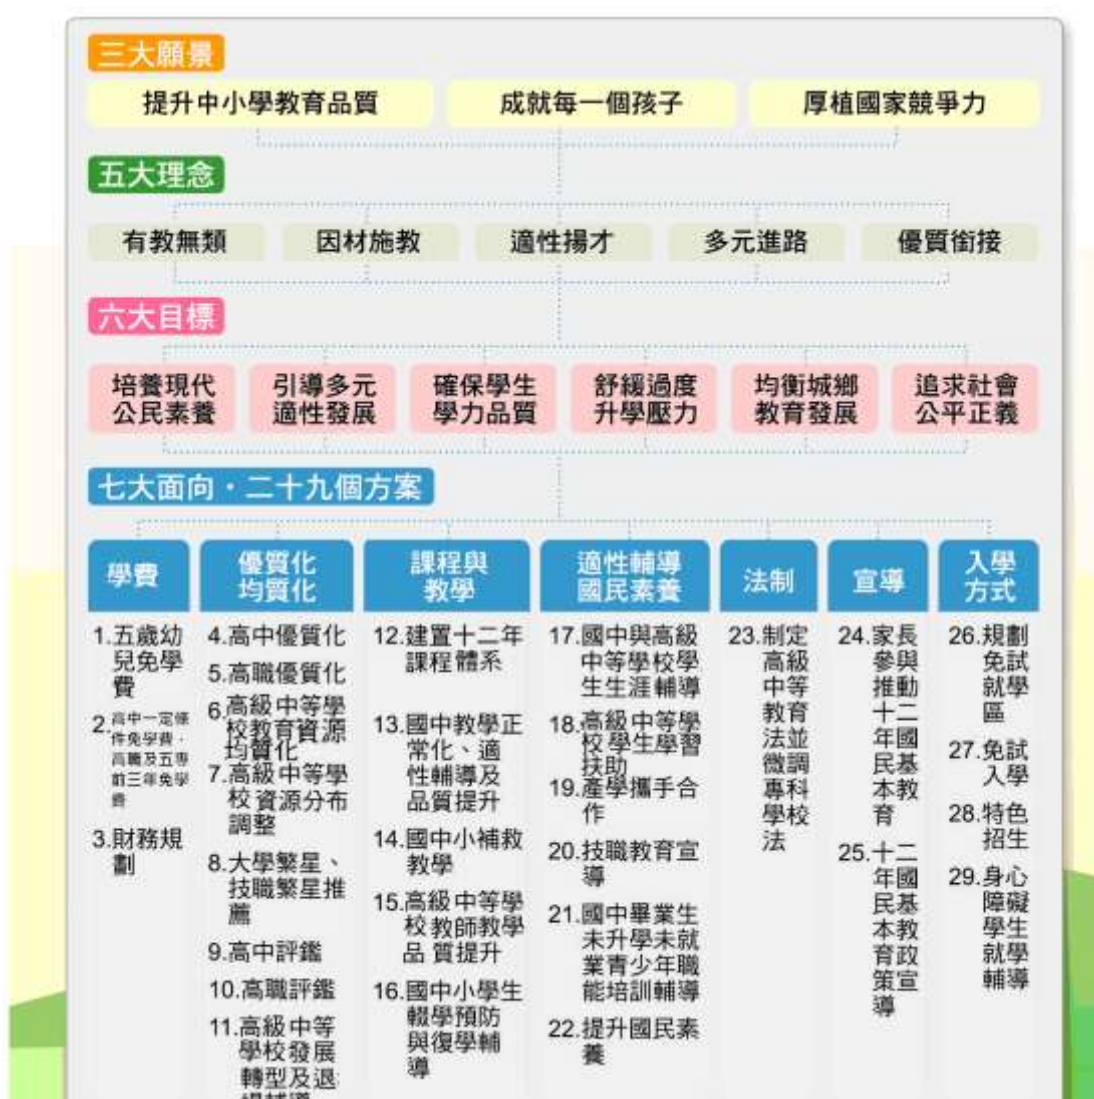 三大願景
提升中小學教育品質
成就每一個孩子
厚植國家競爭力
五大理念
有教無類
因材施教
適性揚才
多元進路
優質銜接
六大目標
培養現代
公民素養
引導多元
適性發展
確保學生
學力品質
舒緩過度
升學壓力
均衡城鄉
教育發展
追求社會
公平正義
七大面向・二十九個方案
學費
1.五歲幼
兒免學
費
2.高中一定條
件免學費、
高職及五專
前三年免學
費
3.財務規
劃
優質化
均質化
4.高中優質化
5.高職優質化
6.高級中等學
校教育資源
均質化
7.高級中等學
校資源分布
調整
8.大學繁星、
技職繁星推
薦
9.高中評鑑
10.高職評鑑
11.高級中等
學校發展
轉型及退
場輔導
課程與
教學
12.建置十二年
課程體系
13.國中教學正
常化、適
性輔導及
品質提升
14.國中小補救
教學
15.高級中等學
校教師教學
品質提升
16.國中小學生
輟學預防
與復學輔
導
適性輔導
國民素養
17.國中與高級
中等學校學
生生涯輔導
18.高級中等學
校學生學習
扶助
19.產學攜手合
作
20.技職教育宣
導
21.國中畢業生
未升學未就
業青少年職
能培訓輔導
22.提升國民素
養
法制
23.制定
高級
中等
教育
法並
微調
專科
學校
法
宣導
24.家長
參與
推動
十二
年國
民基
本教
育
25.十二
年國
民基
本教
育政
策宣
導
入學
方式
26.規劃
免試
就學
區
27.免試
入學
28.特色
招生
29.身心
障礙
學生
就學
輔導